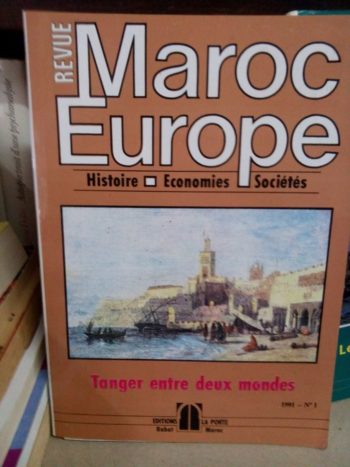 REVUE
Maroc
Europe
Histoire Economies Sociétés
Tanger entre deux mondes
1991 - N° 1
EDITIONS LA PORTE
Rabat Maroc